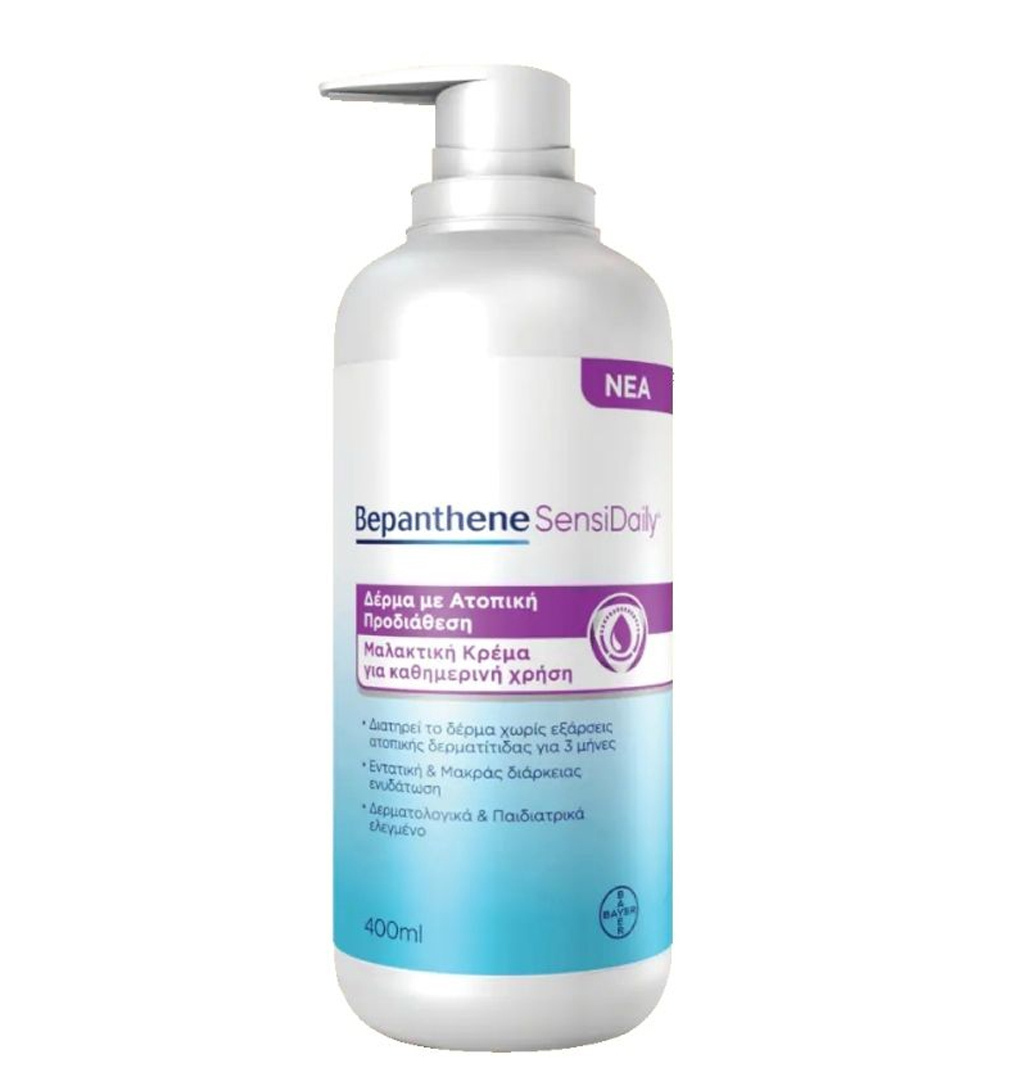 ΝΕΑ
Bepanthene SensiDaily
Δέρμα με Ατοπική
Προδιάθεση
Μαλακτική Κρέμα
για καθημερινή χρήση
• Διατηρεί το δέρμα χωρίς εξάρσεις
ατοπικής δερματίτιδας για 3 μήνες
• Εντατική & Μακράς διάρκειας
ενυδάτωση
• Δερματολογικά & Παιδιατρικά
ελεγμένο
400ml
BAYER
BAYER